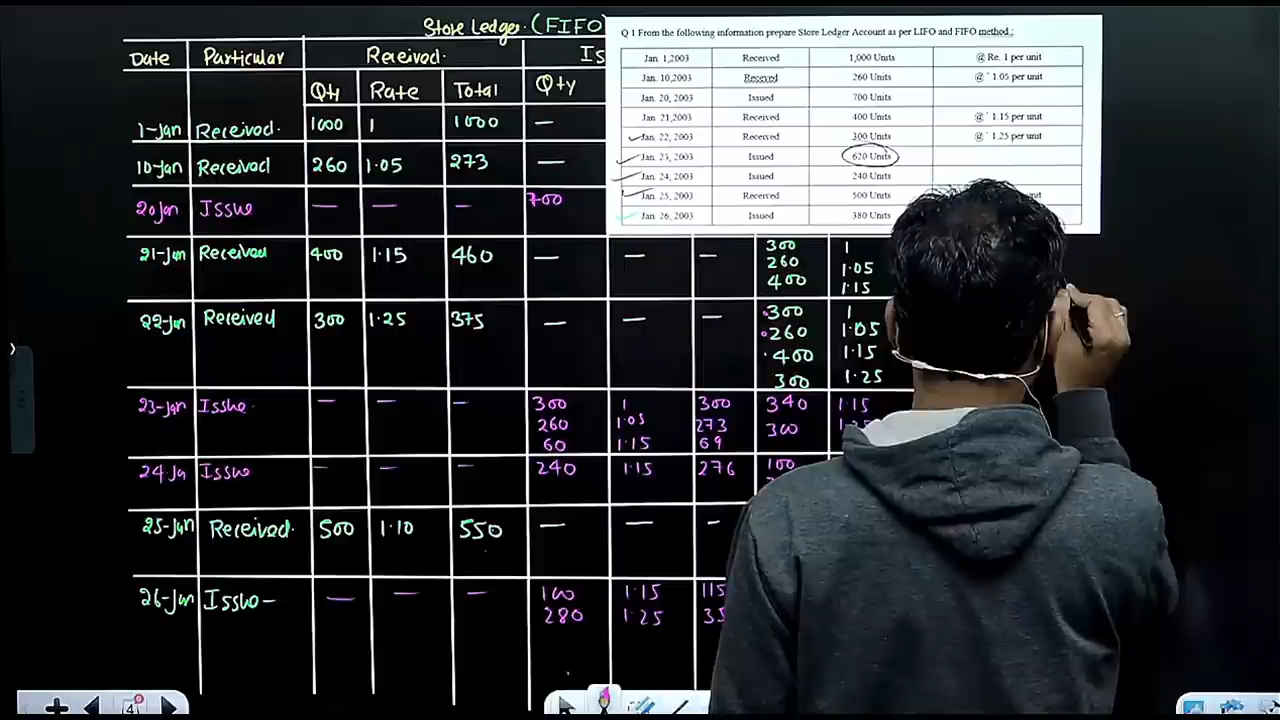 Store Ledger. (FIFO
Q 1 From the following information prepare Store Ledger Account as per LIFO and FIFO method :
Jan. 1,2003 Received 1,000 Units @ Re. 1 per unit
Jan. 10,2003 Received 260 Units @ ` 1.05 per unit
Jan. 20, 2003 Issued 700 Units
Jan. 21,2003 Received 400 Units @ ` 1.15 per unit
Jan. 22, 2003 Received 300 Units @ ` 1.25 per unit
Jan. 23, 2003 Issued 620 Units
Jan. 24, 2003 Issued 240 Units
Jan. 25, 2003 Received 500 Units
Jan. 26, 2003 Issued 380 Units
Date Particular Received. Is
Qty Rate Total Qty
1-Jan Received. 1000 1 1000 —
10-Jan Received 260 1.05 273 —
20Jan Issue — — — 700
21-Jan Received 400 1.15 460 — — — 300 1
260 1.05
400 1.15
22-Jan Received 300 1.25 375 — — — 300 1
260 1.05
400 1.15
300 1.25
23-Jan Issue. — — — 300 1 300 340 1.15
260 1.05 273 300
60 1.15 69
24 Ja Issue — — — 240 1.15 276 100
25-Jan Received. 500 1.10 550 — — -
26-Jan Issue — — — — 100 1.15 115
280 1.25 35